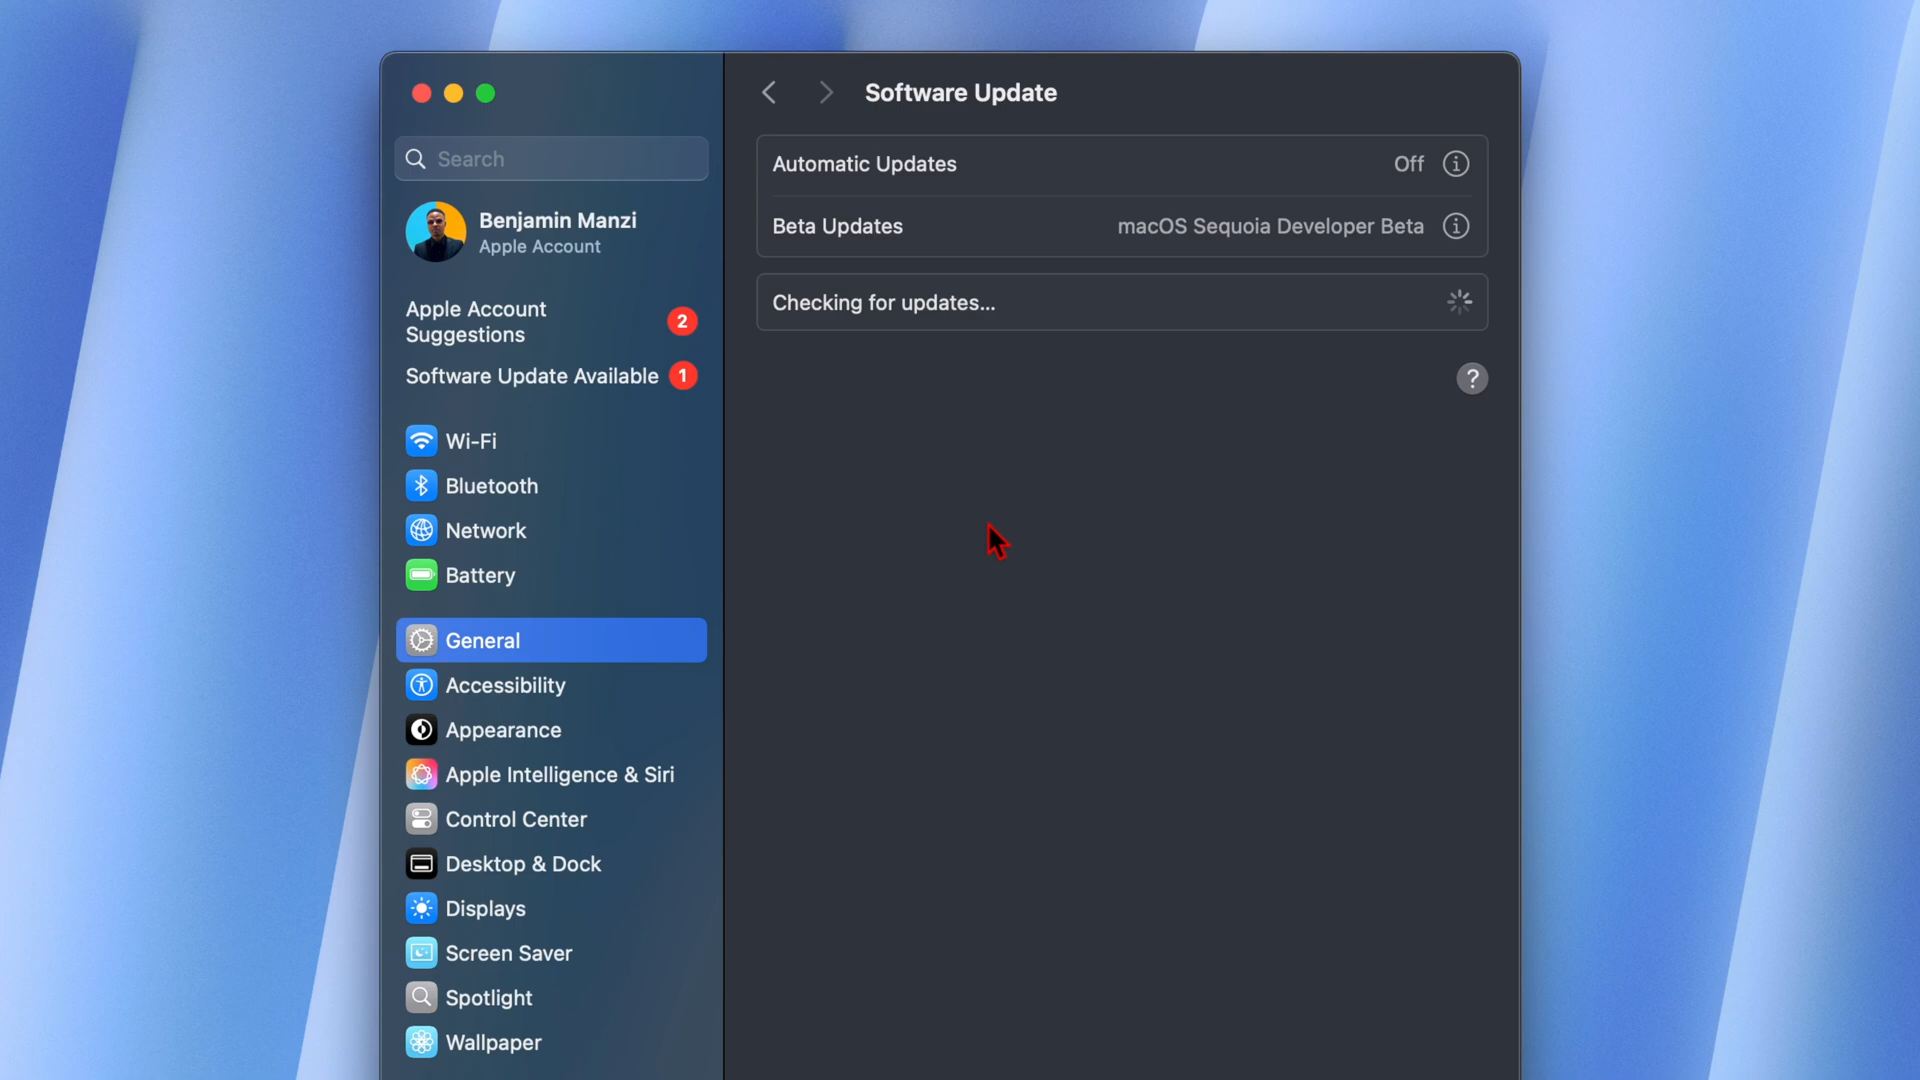 Search
Benjamin Manzi
Apple Account
Apple Account
Suggestions
2
Software Update Available 1
Wi-Fi
Bluetooth
Network
Battery
General
Accessibility
Appearance
Apple Intelligence & Siri
Control Center
Desktop & Dock
Displays
Screen Saver
Spotlight
Wallpaper
Software Update
Automatic Updates Off
Beta Updates macOS Sequoia Developer Beta
Checking for updates...
?